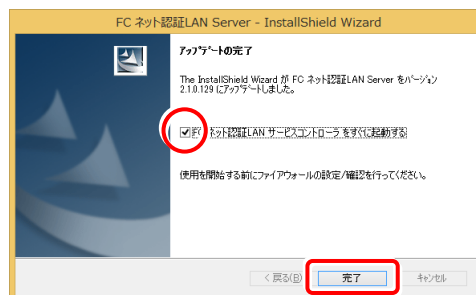 FC ネット認証LAN Server - InstallShield Wizard
ｱｯﾌﾟﾃﾞｰﾄの完了
The InstallShield Wizard が FC ネット認証LAN Server をバージョン
2.1.0.129 にアップデートしました。
FC ネット認証LAN サービスコントローラ をすぐに起動する
使用を開始する前にファイアウォールの設定/確認を行ってください。
< 戻る(B) 完了 キャンセル